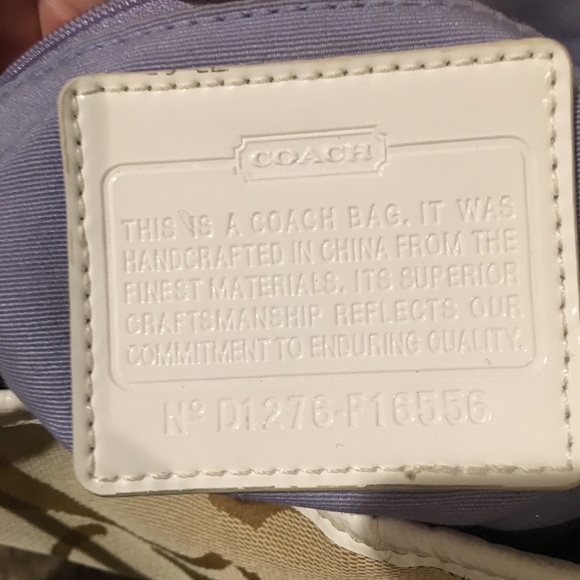 COACH
THIS IS A COACH BAG. IT WAS
HANDCRAFTED IN CHINA FROM THE
FINEST MATERIALS. ITS SUPERIOR
CRAFTSMANSHIP REFLECTS OUR
COMMITMENT TO ENDURING QUALITY.
Nº D1276-F16556